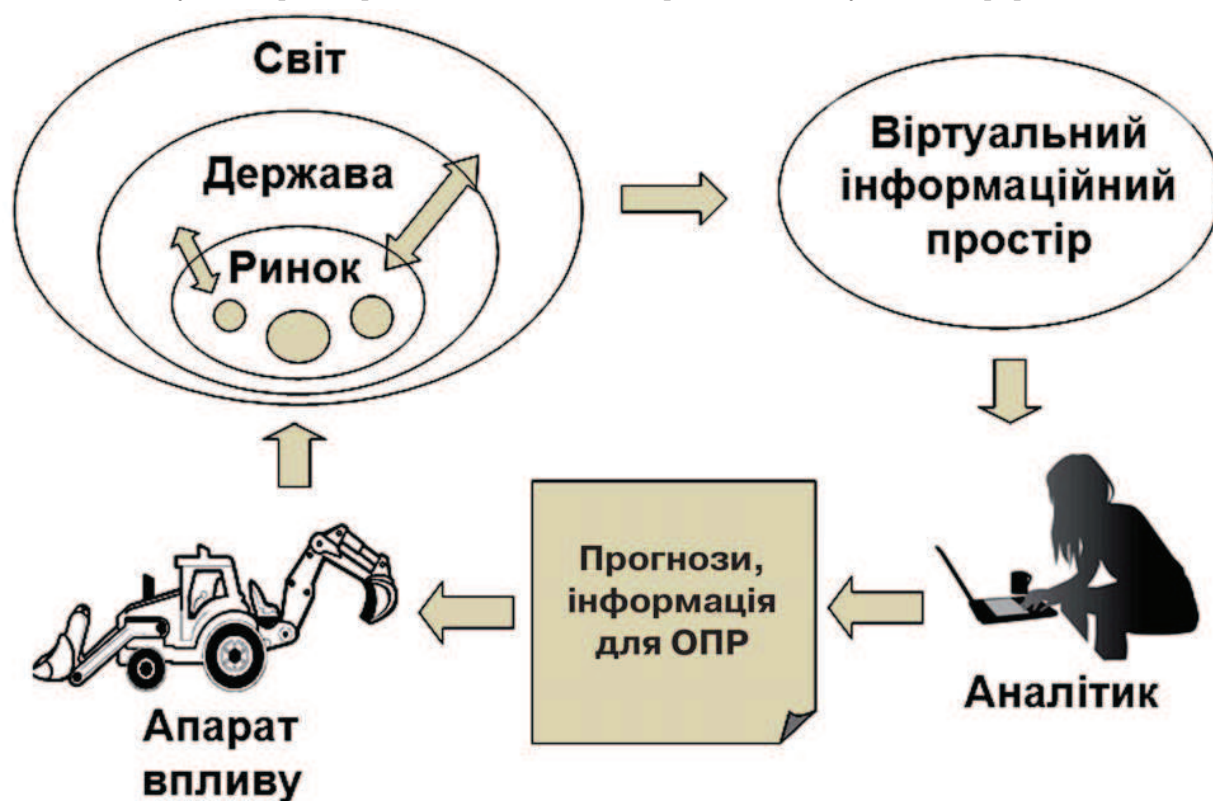 Світ
Держава
Ринок
Віртуальний
інформаційний
простір
Прогнози,
інформація
для ОПР
Аналітик
Апарат
впливу